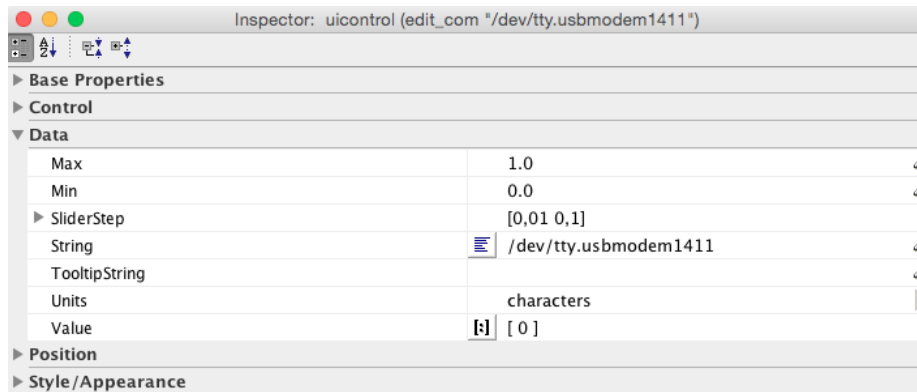 Inspector: uicontrol (edit_com "/dev/tty.usbmodem1411")
Base Properties
Control
Data
Max 1.0
Min 0.0
SliderStep [0,01 0,1]
String /dev/tty.usbmodem1411
TooltipString
Units characters
Value [ 0 ]
Position
Style/Appearance